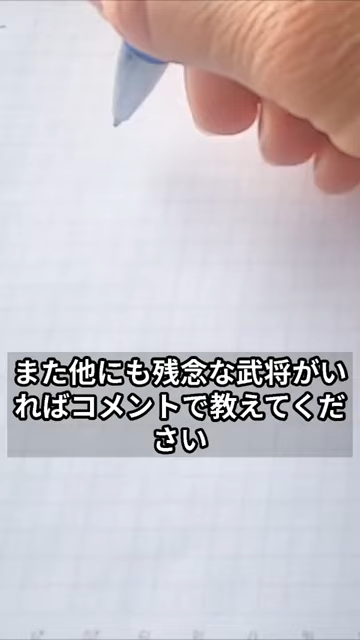 また他にも残念な武将がい
ればコメントで教えてくだ
さい